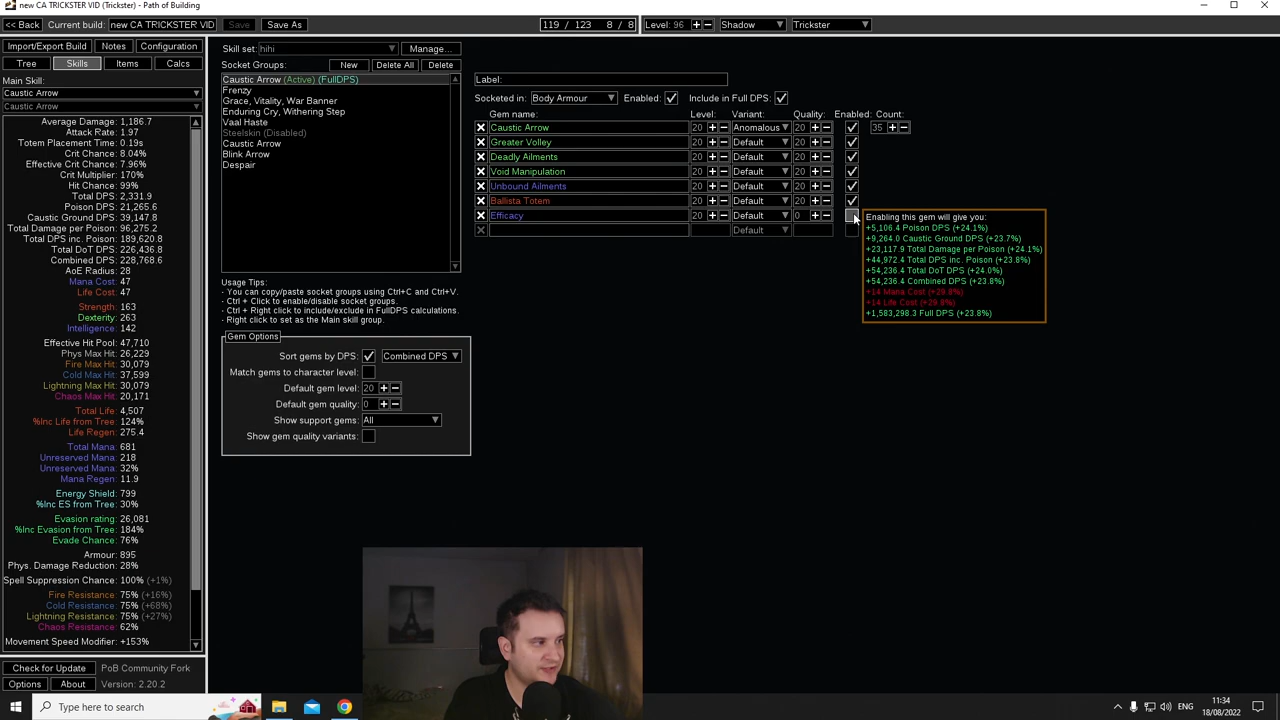 new CA TRICKSTER VID (Trickster) - Path of Building
<< Back Current build: new CA TRICKSTER VID Save Save As 119 / 123 8 / 8 Level: 96 + - Shadow Trickster
Import/Export Build Notes Configuration
Tree Skills Items Calcs
Main Skill:
Caustic Arrow
Caustic Arrow
Average Damage: 1,186.7
Attack Rate: 1.97
Totem Placement Time: 0.19s
Crit Chance: 8.04%
Effective Crit Chance: 7.96%
Crit Multiplier: 170%
Hit Chance: 99%
Total DPS: 2,331.9
Poison DPS: 21,265.6
Caustic Ground DPS: 39,147.8
Total Damage per Poison: 96,275.2
Total DPS inc. Poison: 189,620.8
Total DoT DPS: 226,436.8
Combined DPS: 228,768.6
AoE Radius: 28
Mana Cost: 47
Life Cost: 47
Strength: 163
Dexterity: 263
Intelligence: 142
Effective Hit Pool: 47,710
Phys Max Hit: 26,229
Fire Max Hit: 30,079
Cold Max Hit: 37,599
Lightning Max Hit: 30,079
Chaos Max Hit: 20,171
Total Life: 4,507
%Inc Life from Tree: 124%
Life Regen: 275.4
Total Mana: 681
Unreserved Mana: 218
Unreserved Mana: 32%
Mana Regen: 11.9
Energy Shield: 799
%Inc ES from Tree: 30%
Evasion rating: 26,081
%Inc Evasion from Tree: 184%
Evade Chance: 76%
Armour: 895
Phys. Damage Reduction: 28%
Spell Suppression Chance: 100% (+1%)
Fire Resistance: 75% (+16%)
Cold Resistance: 75% (+68%)
Lightning Resistance: 75% (+27%)
Chaos Resistance: 62%
Movement Speed Modifier: +153%
Check for Update PoB Community Fork
Options About Version: 2.20.2
Skill set: hihi Manage...
Socket Groups: New Delete All Delete
Caustic Arrow (Active) (FullDPS)
Frenzy
Grace, Vitality, War Banner
Enduring Cry, Withering Step
Vaal Haste
Steelskin (Disabled)
Caustic Arrow
Blink Arrow
Despair
Usage Tips:
- You can copy/paste socket groups using Ctrl+C and Ctrl+V.
- Ctrl + Click to enable/disable socket groups.
- Ctrl + Right click to include/exclude in FullDPS calculations.
- Right click to set as the Main skill group.
Gem Options
Sort gems by DPS: Combined DPS
Match gems to character level:
Default gem level: 20 + -
Default gem quality: 0 + -
Show support gems: All
Show gem quality variants:
Label:
Socketed in: Body Armour Enabled: Include in Full DPS:
Gem name: Level: Variant: Quality: Enabled: Count:
X Caustic Arrow 20 + - Anomalous 20 + - 35 + -
X Greater Volley 20 + - Default 20 + -
X Deadly Ailments 20 + - Default 20 + -
X Void Manipulation 20 + - Default 20 + -
X Unbound Ailments 20 + - Default 20 + -
X Ballista Totem 20 + - Default 20 + -
X Efficacy 20 + - Default 0 + -
X + - Default + -
Enabling this gem will give you:
+5,106.4 Poison DPS (+24.1%)
+9,264.0 Caustic Ground DPS (+23.7%)
+23,117.9 Total Damage per Poison (+24.1%)
+44,972.4 Total DPS inc. Poison (+23.8%)
+54,236.4 Total DoT DPS (+24.0%)
+54,236.4 Combined DPS (+23.8%)
+14 Mana Cost (+29.8%)
+14 Life Cost (+29.8%)
+1,583,298.3 Full DPS (+23.8%)
Type here to search
ENG
11:34
18/08/2022